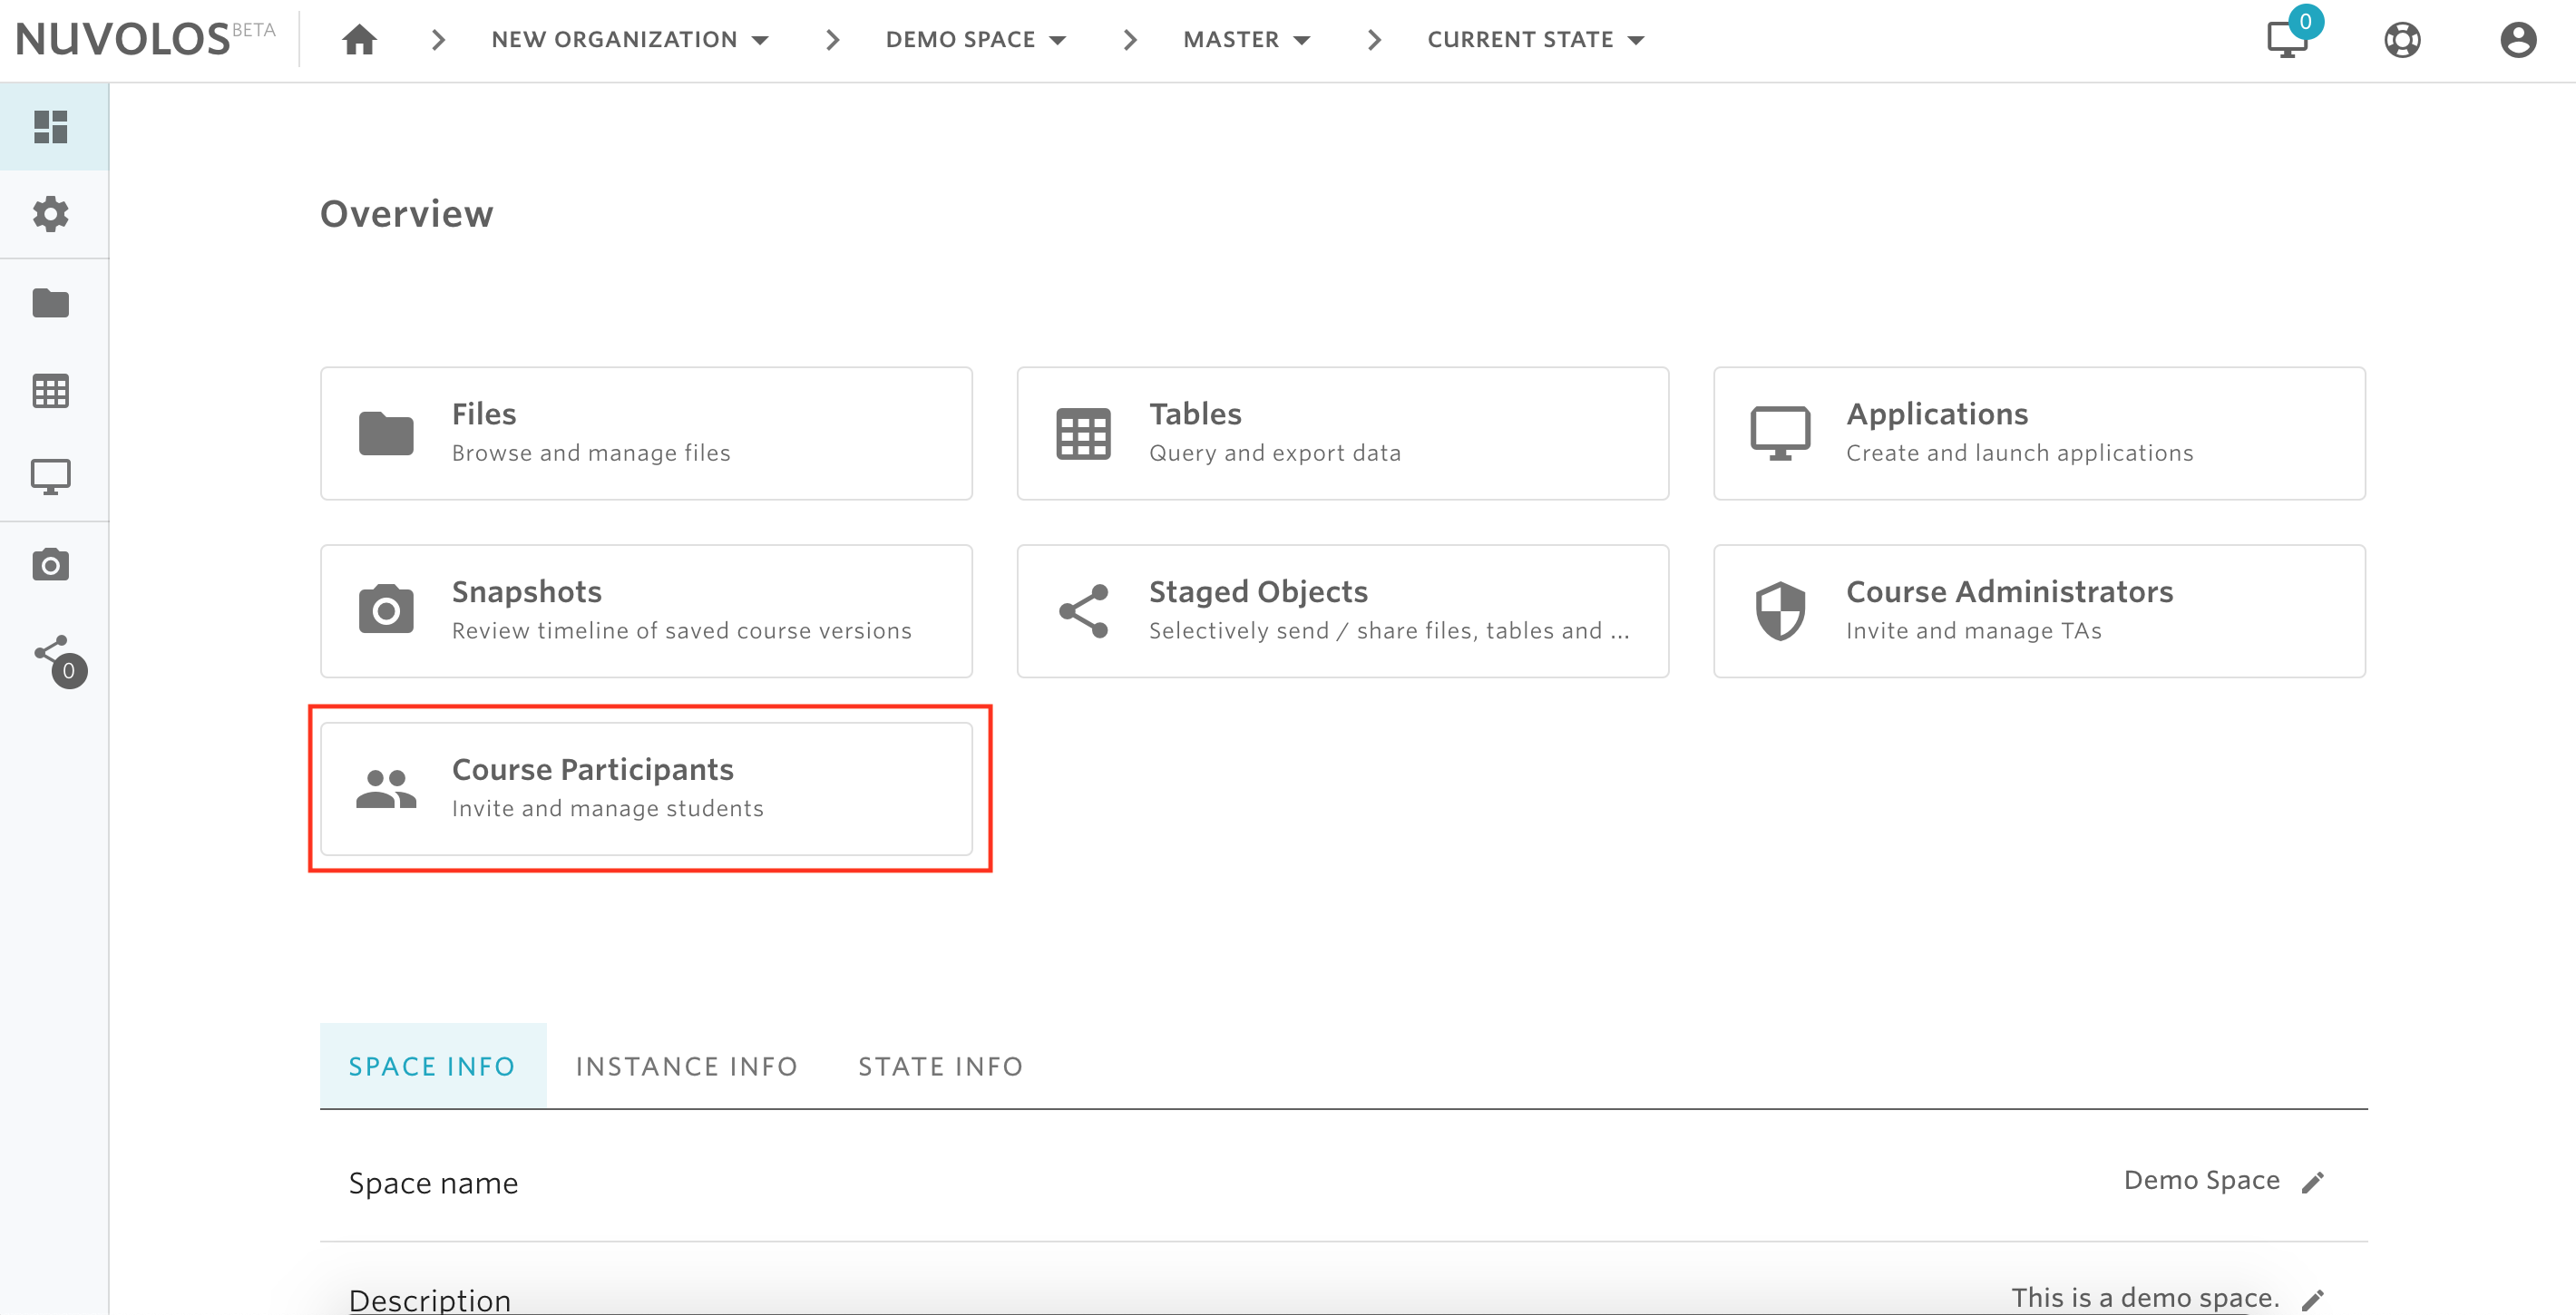 NUVOLOS BETA
NEW ORGANIZATION
DEMO SPACE
MASTER
CURRENT STATE
0
Overview
Files
Browse and manage files
Tables
Query and export data
Applications
Create and launch applications
Snapshots
Review timeline of saved course versions
Staged Objects
Selectively send / share files, tables and ...
Course Administrators
Invite and manage TAs
0
Course Participants
Invite and manage students
SPACE INFO
INSTANCE INFO
STATE INFO
Space name
Demo Space
Description
This is a demo space.